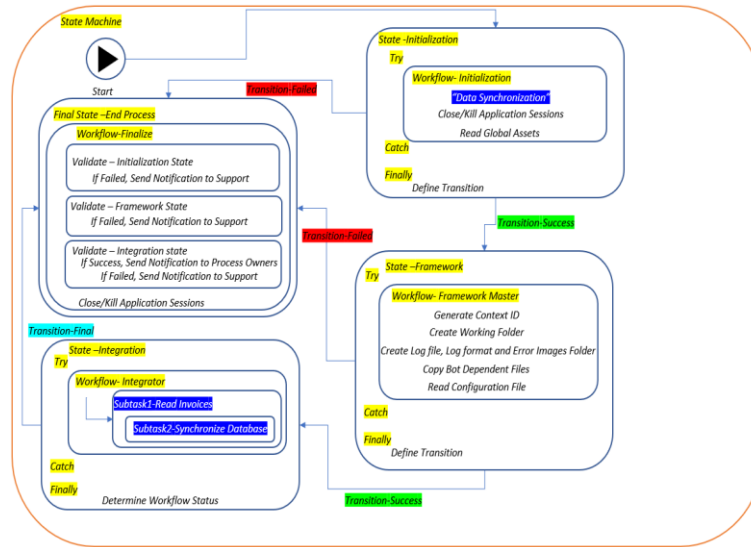 State Machine
Start
State -Initialization
Try
Workflow- Initialization
"Data Synchronization"
Close/Kill Application Sessions
Read Global Assets
Catch
Finally
Define Transition
Transition-Failed
Final State –End Process
Workflow-Finalize
Validate – Initialization State
If Failed, Send Notification to Support
Validate – Framework State
If Failed, Send Notification to Support
Validate – Integration state
If Success, Send Notification to Process Owners
If Failed, Send Notification to Support
Close/Kill Application Sessions
Transition-Success
Transition-Failed
State –Framework
Try
Workflow- Framework Master
Generate Context ID
Create Working Folder
Create Log file, Log format and Error Images Folder
Copy Bot Dependent Files
Read Configuration File
Catch
Finally
Define Transition
Transition-Final
State –Integration
Try
Workflow- Integrator
Subtask1-Read Invoices
Subtask2-Synchronize Database
Catch
Finally
Determine Workflow Status
Transition-Success